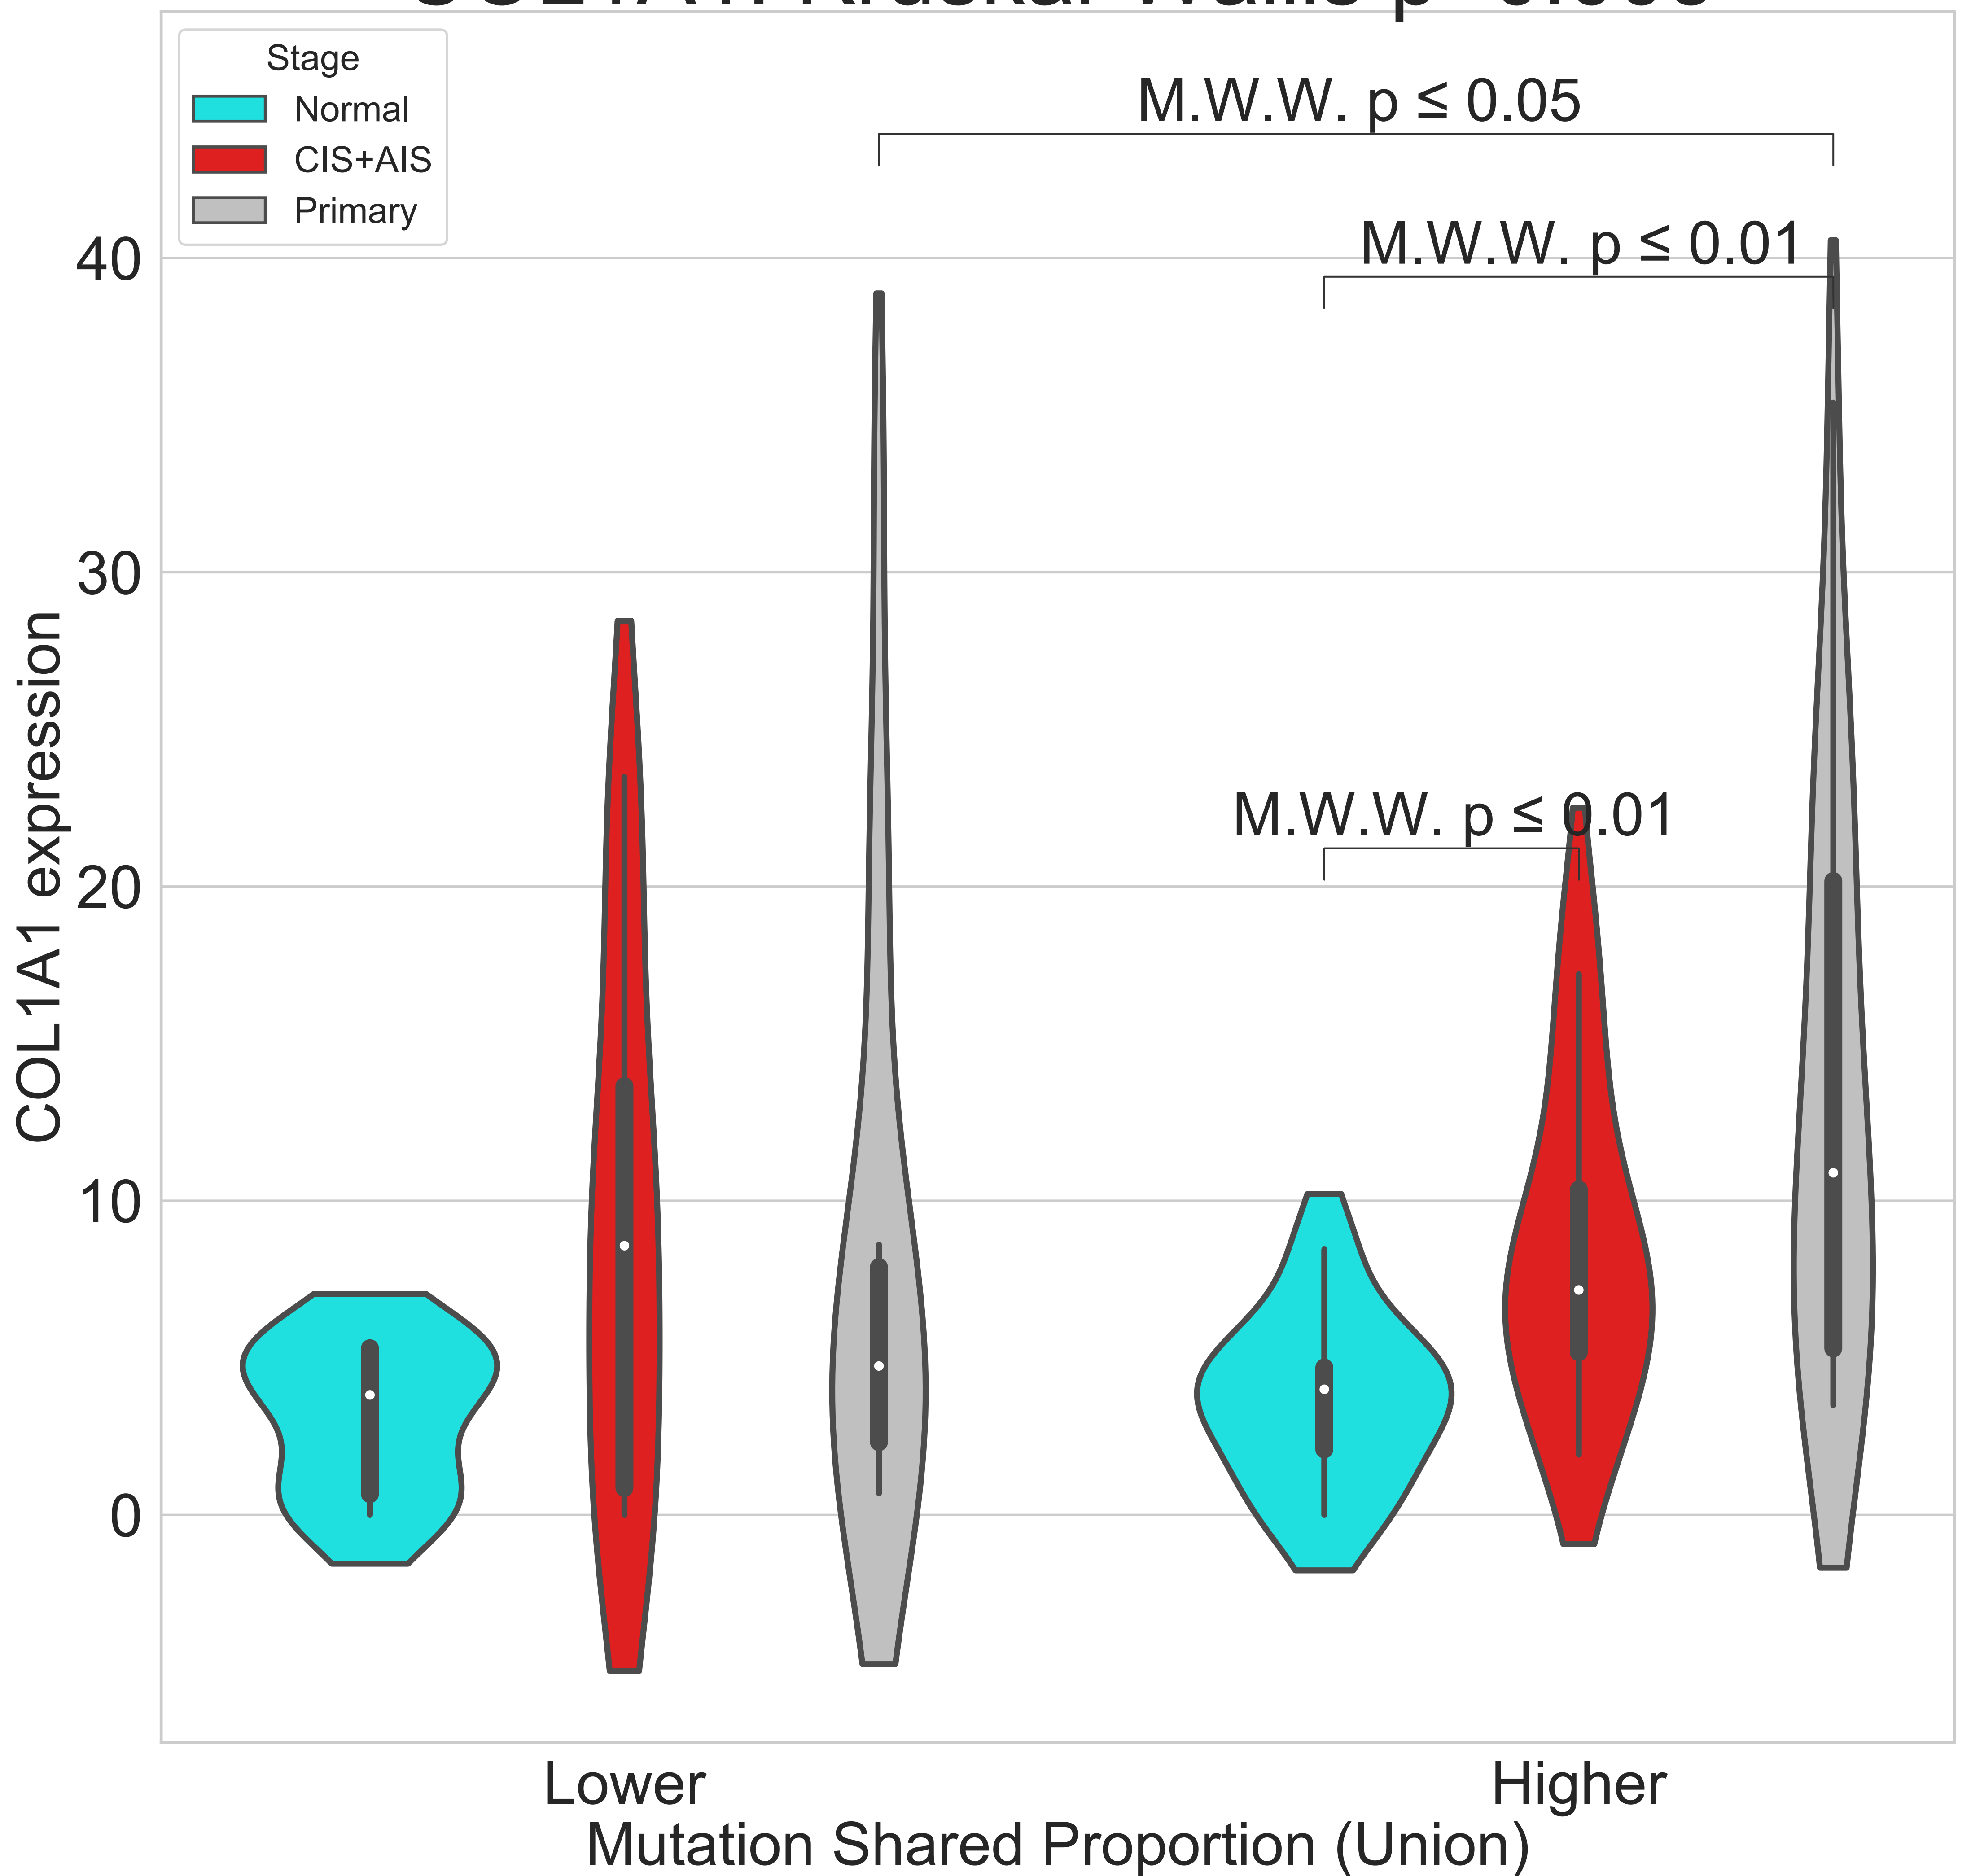 Stage
Normal
CIS+AIS
Primary
M.W.W. p ≤ 0.05
M.W.W. p ≤ 0.01
M.W.W. p ≤ 0.01
COL1A1 expression
40
30
20
10
0
Lower
Higher
Mutation Shared Proportion (Union)